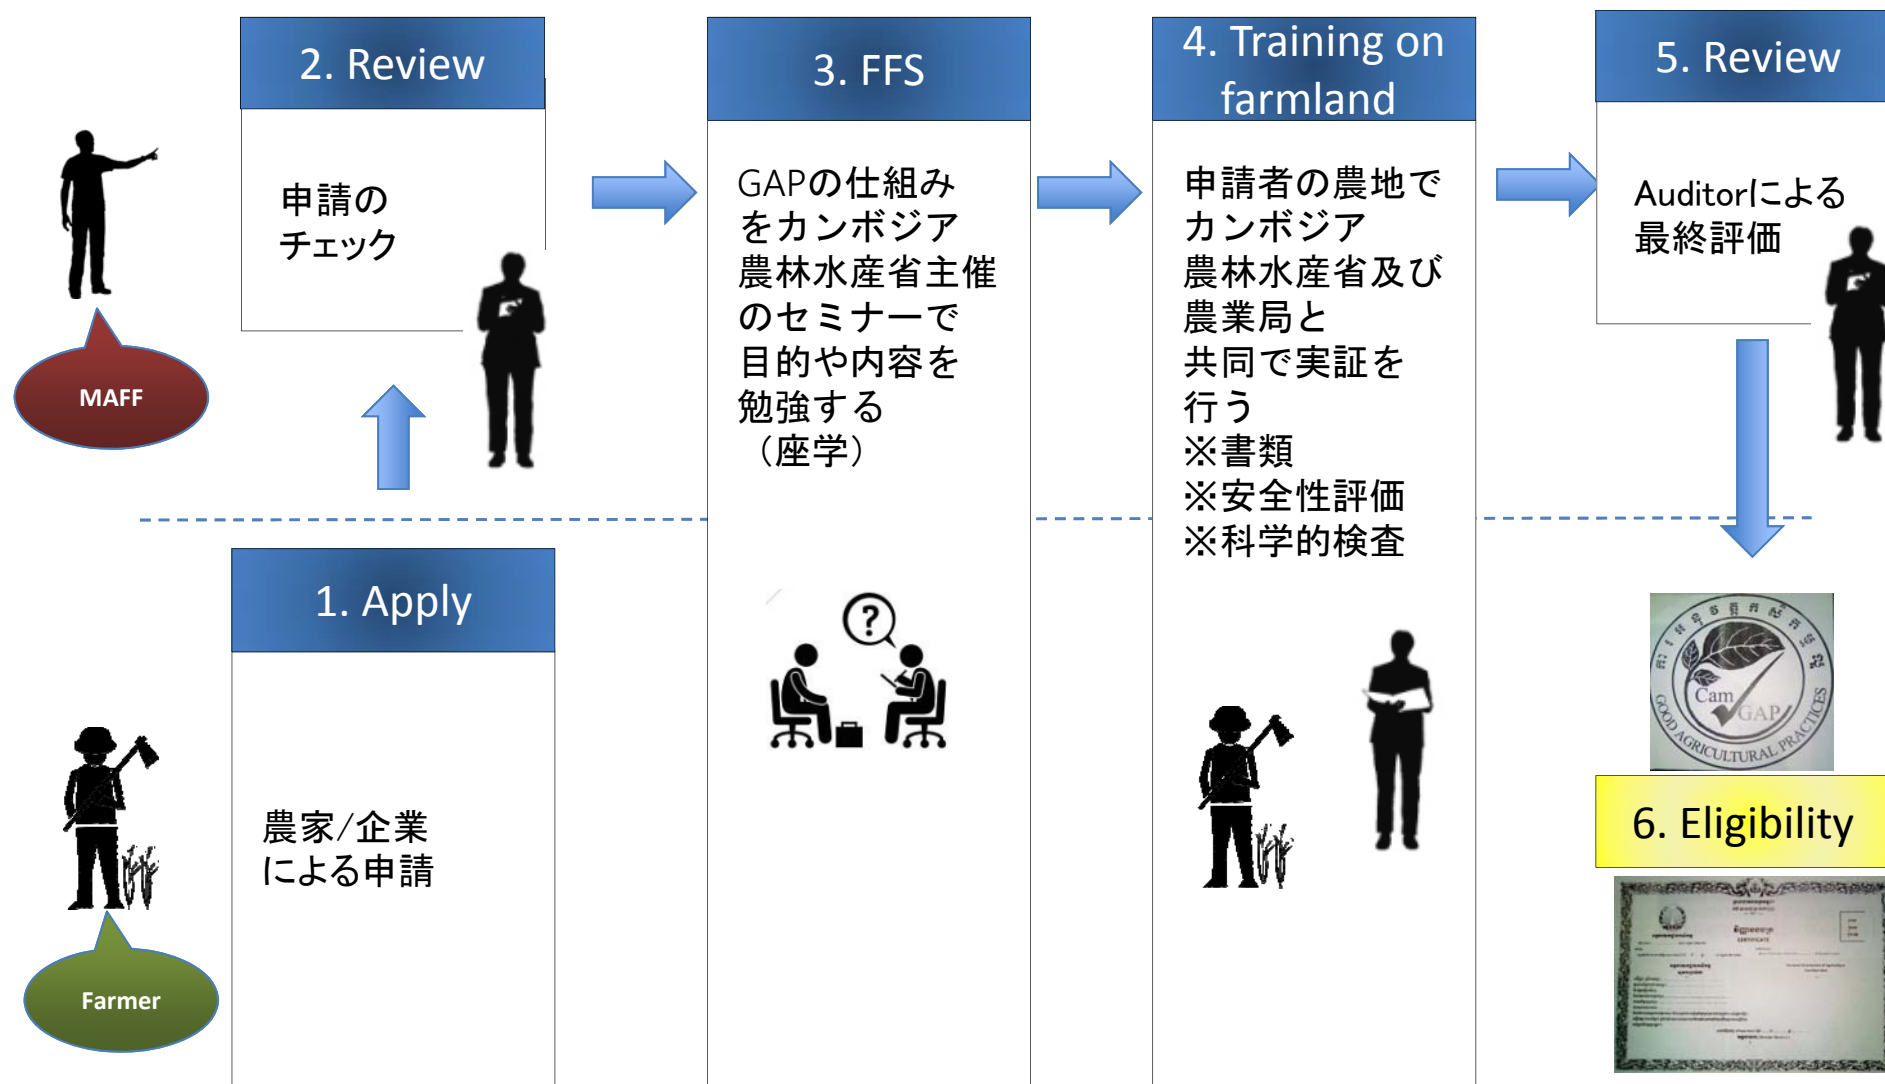 2. Review
申請の
チェック
MAFF
1. Apply
農家/企業
による申請
Farmer
3. FFS
GAPの仕組み
をカンボジア
農林水産省主催
のセミナーで
目的や内容を
勉強する
（座学）
?
4. Training on
farmland
申請者の農地で
カンボジア
農林水産省及び
農業局と
共同で実証を
行う
※書類
※安全性評価
※科学的検査
5. Review
Auditorによる
最終評価
Cam
GAP
GOOD AGRICULTURAL PRACTICES
6. Eligibility
CERTIFICATE